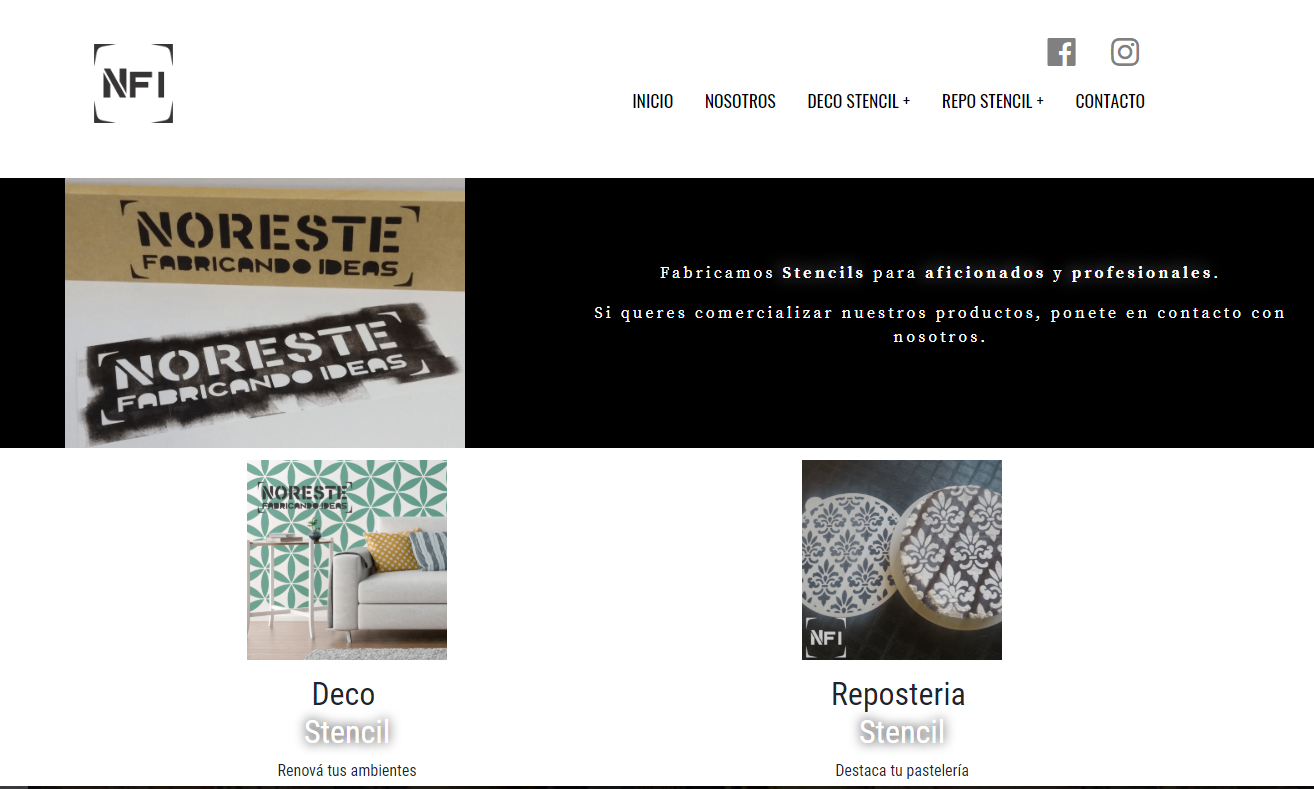 NFI
INICIO NOSOTROS DECO STENCIL + REPO STENCIL + CONTACTO
NORESTE
FABRICANDO IDEAS
NORESTE
FABRICANDO IDEAS
Fabricamos Stencils para aficionados y profesionales.
Si queres comercializar nuestros productos, ponete en contacto con
nosotros.
NORESTE
FABRICANDO IDEAS
Deco
Stencil
Renová tus ambientes
NFI
Reposteria
Stencil
Destaca tu pastelería